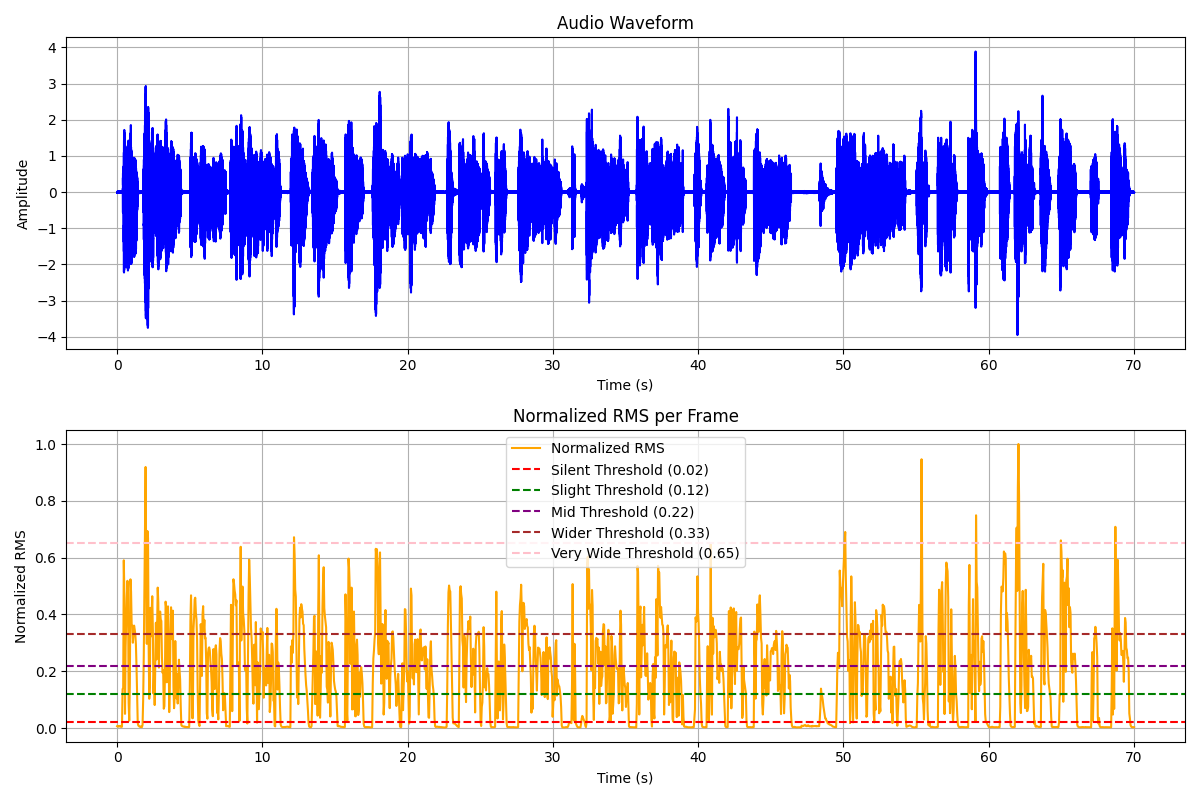 Audio Waveform
4
3
2
1
0
−1
−2
−3
−4
Amplitude
0 10 20 30 40 50 60 70
Time (s)
Normalized RMS per Frame
1.0
0.8
0.6
0.4
0.2
0.0
Normalized RMS
Normalized RMS
Silent Threshold (0.02)
Slight Threshold (0.12)
Mid Threshold (0.22)
Wider Threshold (0.33)
Very Wide Threshold (0.65)
0 10 20 30 40 50 60 70
Time (s)